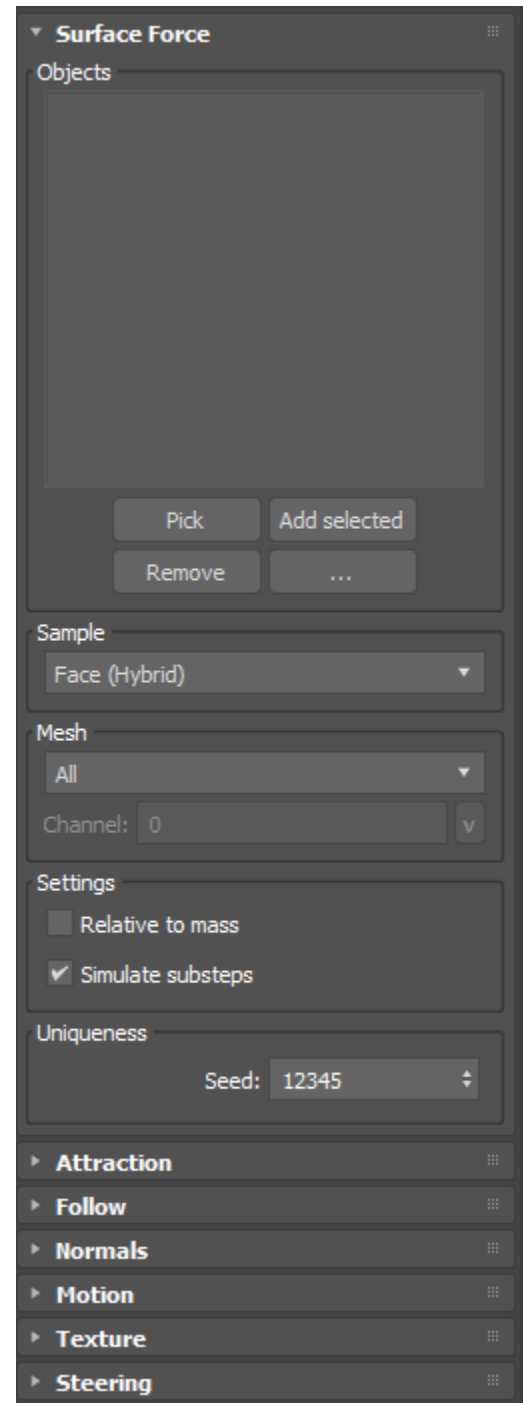 Surface Force
Objects
Pick Add selected
Remove ...
Sample
Face (Hybrid)
Mesh
All
Channel: 0 v
Settings
Relative to mass
Simulate substeps
Uniqueness
Seed: 12345
Attraction
Follow
Normals
Motion
Texture
Steering